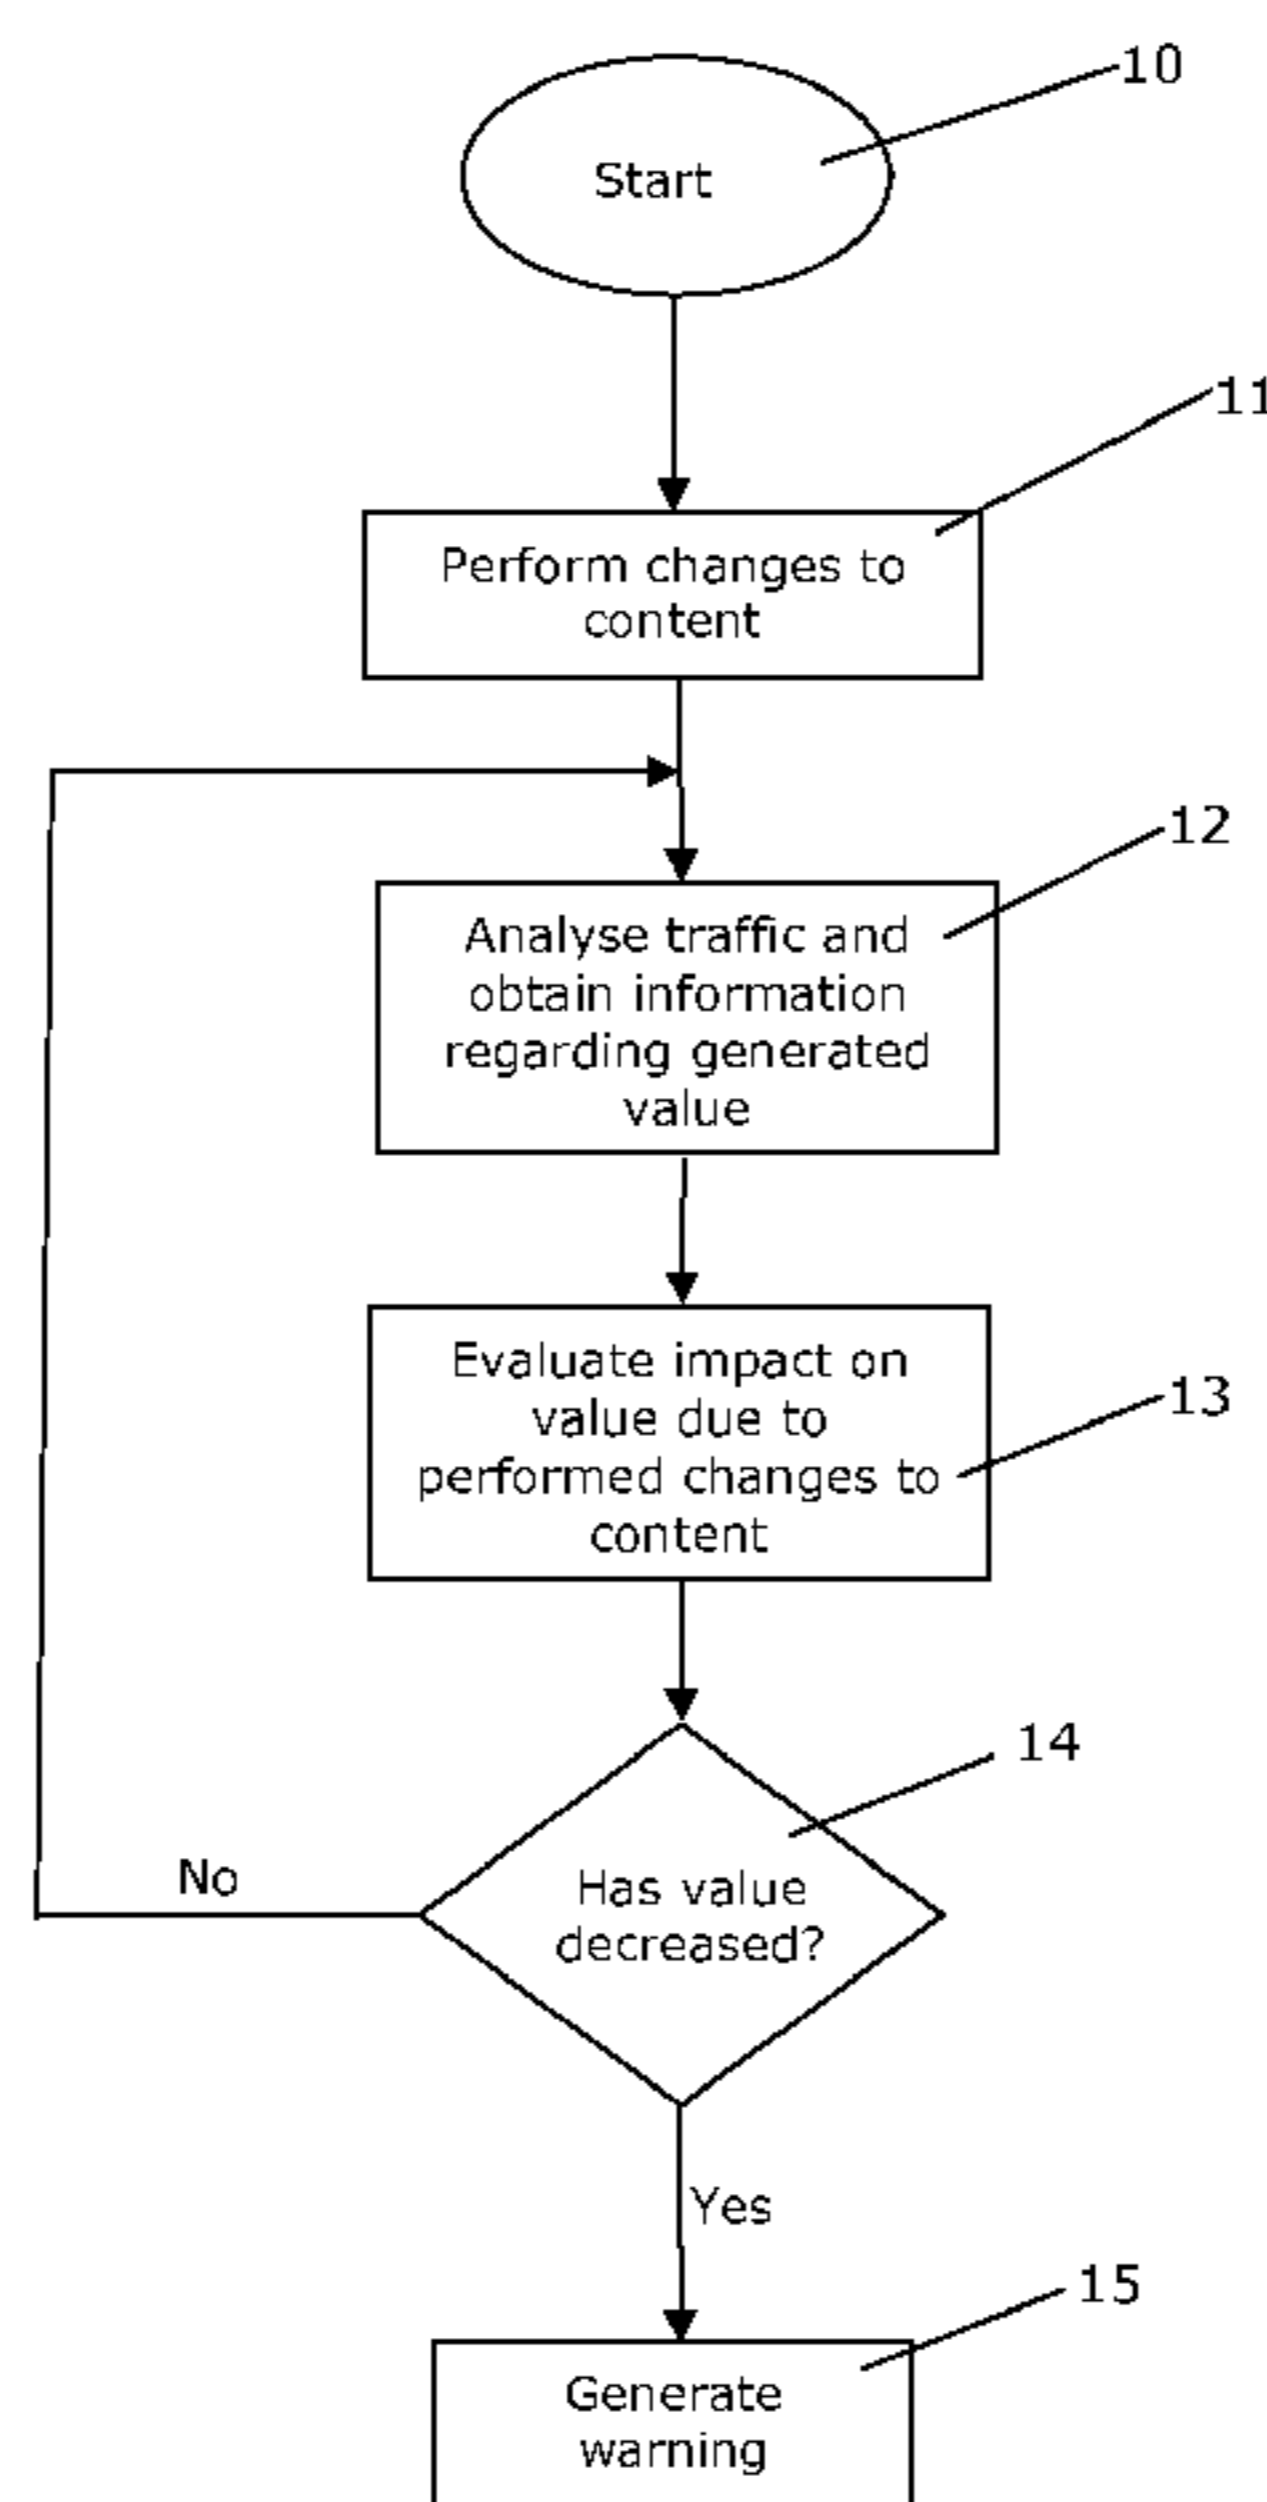 10
Start
11
Perform changes to
content
12
Analyse traffic and
obtain information
regarding generated
value
Evaluate impact on
value due to
13
performed changes to
content
14
Has value
decreased?
No
Yes
15
Generate
warning